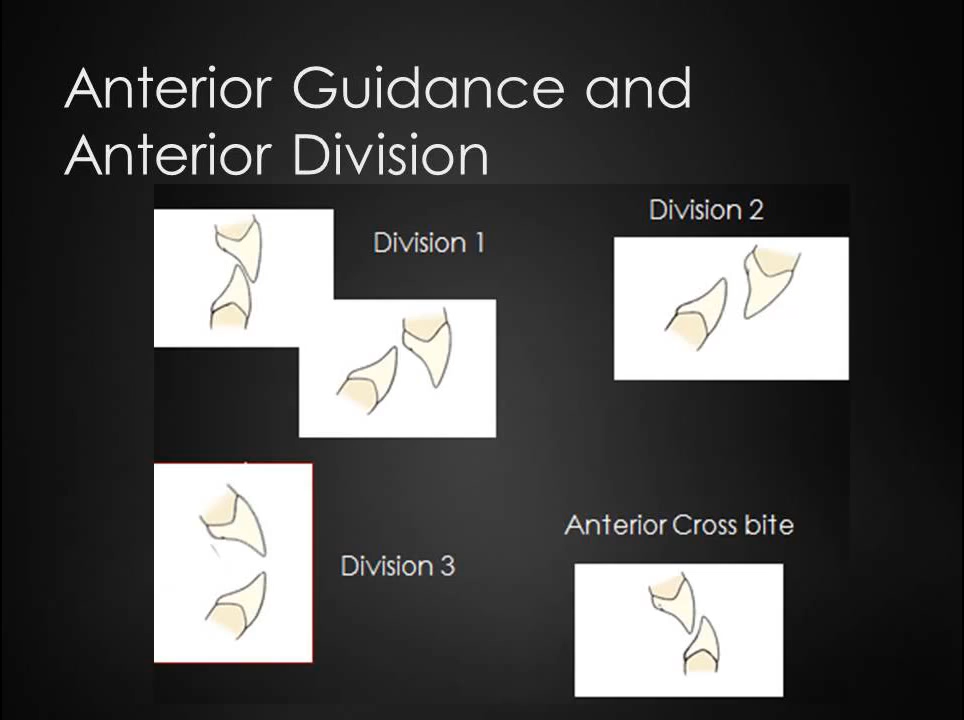 Anterior Guidance and
Anterior Division
Division 1
Division 2
Division 3
Anterior Cross bite